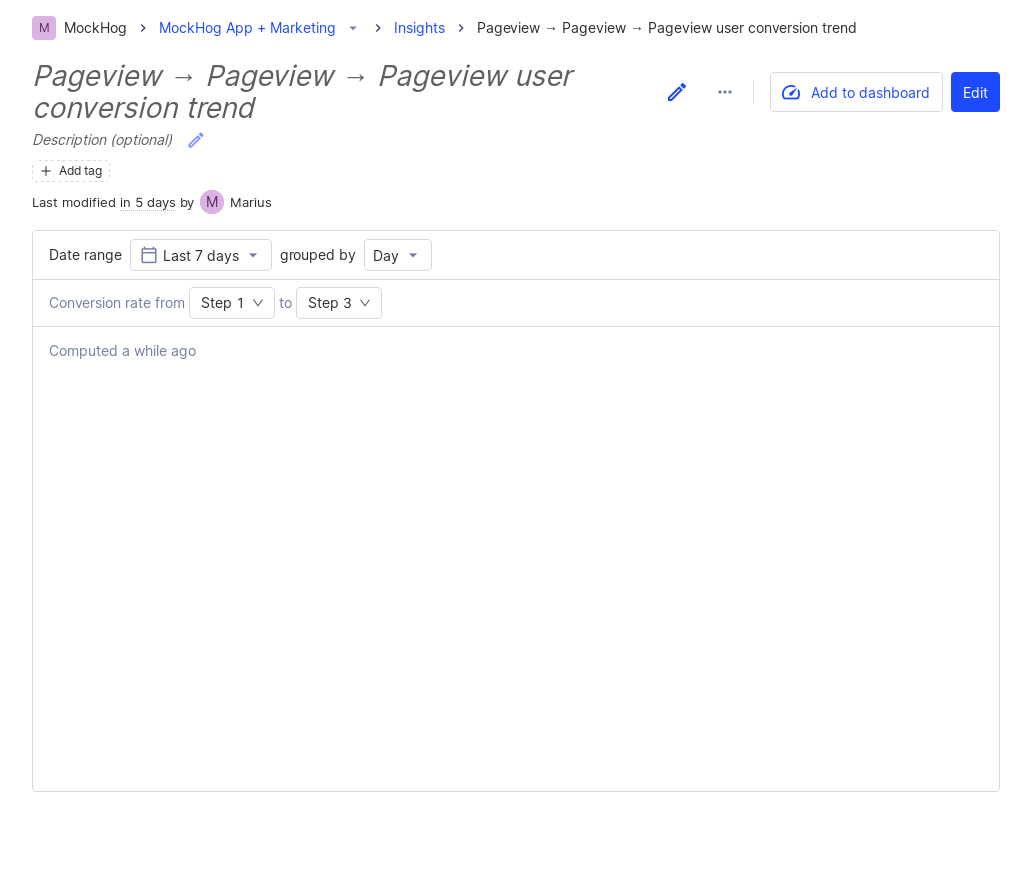 M MockHog MockHog App + Marketing Insights Pageview → Pageview → Pageview user conversion trend
Pageview → Pageview → Pageview user
conversion trend
Add to dashboard Edit
Description (optional)
Add tag
Last modified in 5 days by M Marius
Date range Last 7 days grouped by Day
Conversion rate from Step 1 to Step 3
Computed a while ago